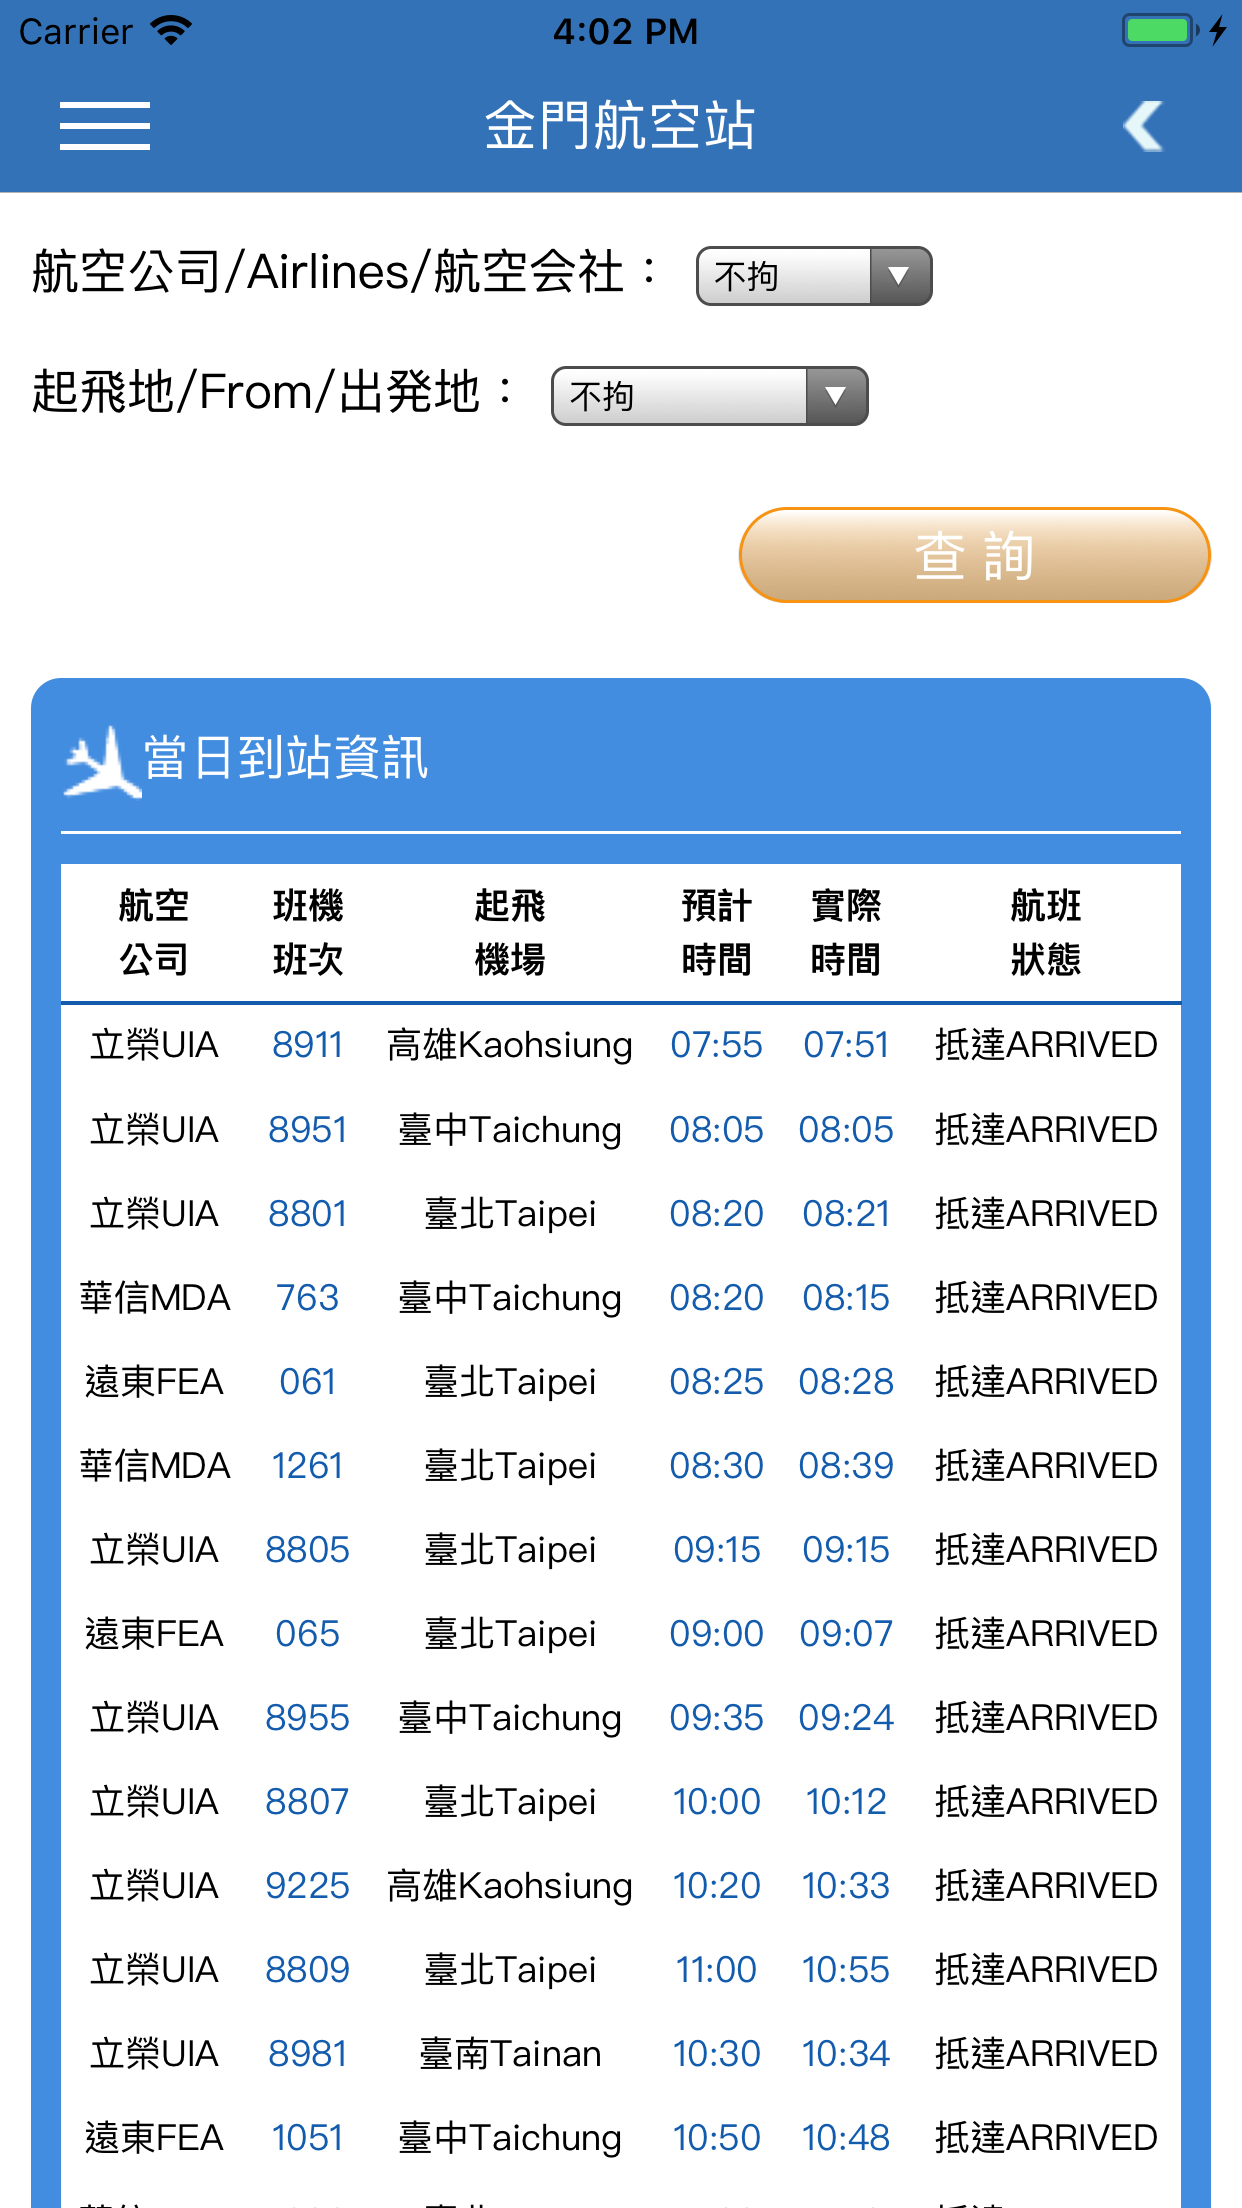 Carrier 4:02 PM
金門航空站
航空公司/Airlines/航空会社： 不拘
起飛地/From/出発地： 不拘
查 詢
當日到站資訊
航空 班機 起飛 預計 實際 航班
公司 班次 機場 時間 時間 狀態
立榮UIA 8911 高雄Kaohsiung 07:55 07:51 抵達ARRIVED
立榮UIA 8951 臺中Taichung 08:05 08:05 抵達ARRIVED
立榮UIA 8801 臺北Taipei 08:20 08:21 抵達ARRIVED
華信MDA 763 臺中Taichung 08:20 08:15 抵達ARRIVED
遠東FEA 061 臺北Taipei 08:25 08:28 抵達ARRIVED
華信MDA 1261 臺北Taipei 08:30 08:39 抵達ARRIVED
立榮UIA 8805 臺北Taipei 09:15 09:15 抵達ARRIVED
遠東FEA 065 臺北Taipei 09:00 09:07 抵達ARRIVED
立榮UIA 8955 臺中Taichung 09:35 09:24 抵達ARRIVED
立榮UIA 8807 臺北Taipei 10:00 10:12 抵達ARRIVED
立榮UIA 9225 高雄Kaohsiung 10:20 10:33 抵達ARRIVED
立榮UIA 8809 臺北Taipei 11:00 10:55 抵達ARRIVED
立榮UIA 8981 臺南Tainan 10:30 10:34 抵達ARRIVED
遠東FEA 1051 臺中Taichung 10:50 10:48 抵達ARRIVED